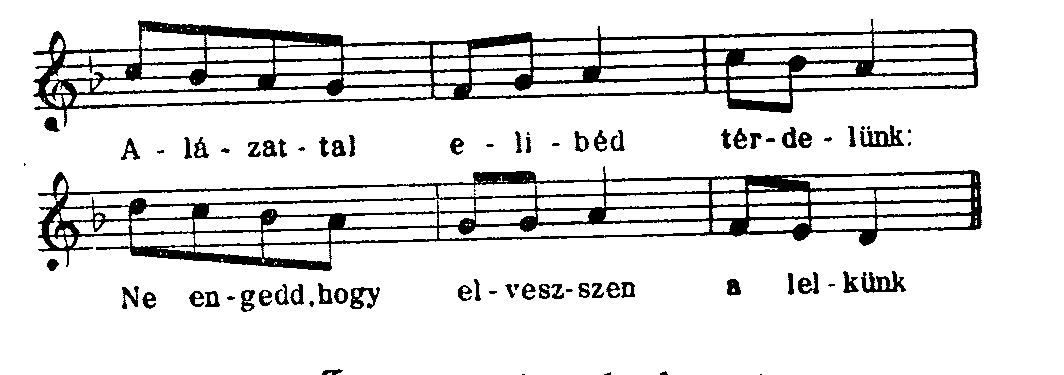 A - lá - zat - tal e - li - béd tér - de - lünk:
Ne en - gedd, hogy el - vesz - szen a lel - künk